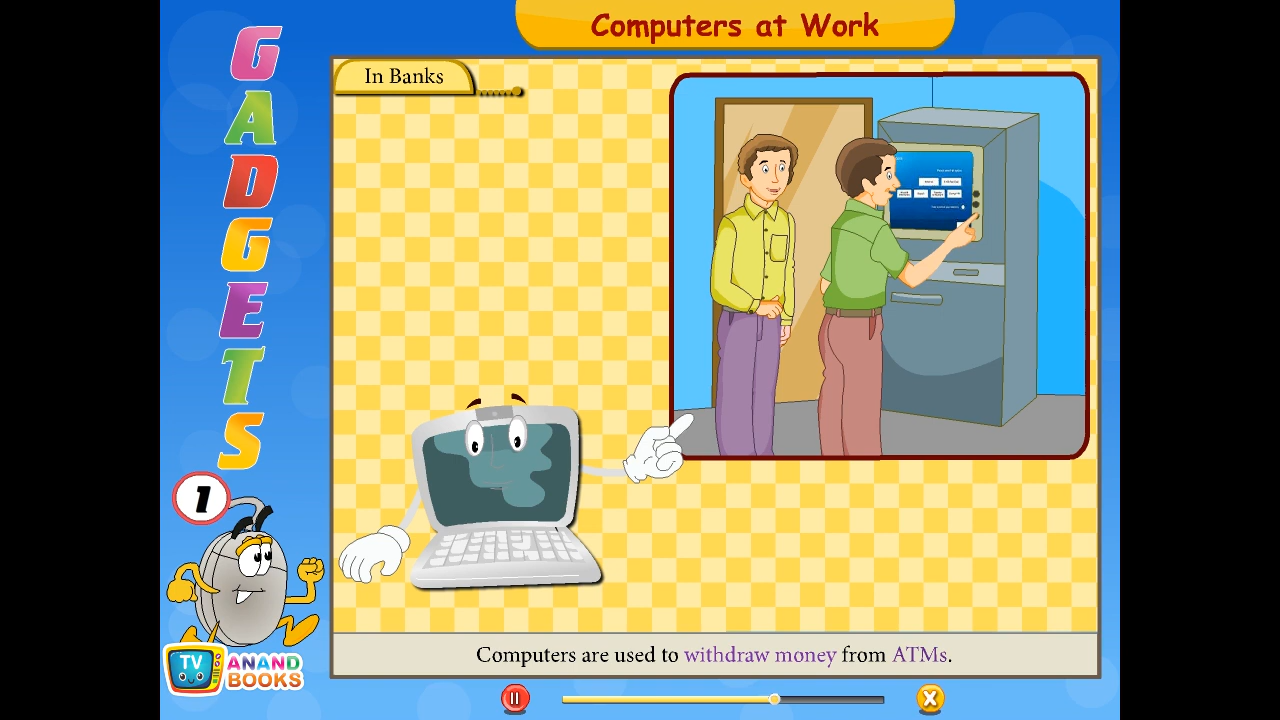 Computers at Work
In Banks
GADGETS
1
Computers are used to withdraw money from ATMs.
TV
ANAND
BOOKS